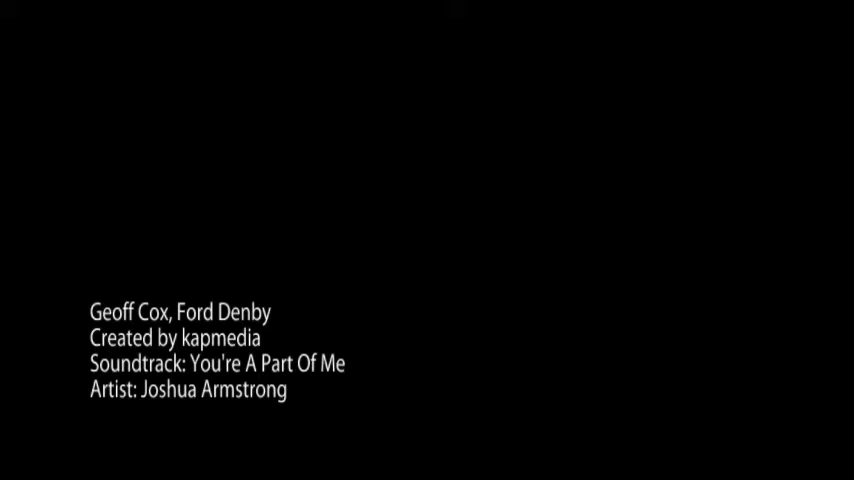 Geoff Cox, Ford Denby
Created by kapmedia
Soundtrack: You're A Part Of Me
Artist: Joshua Armstrong